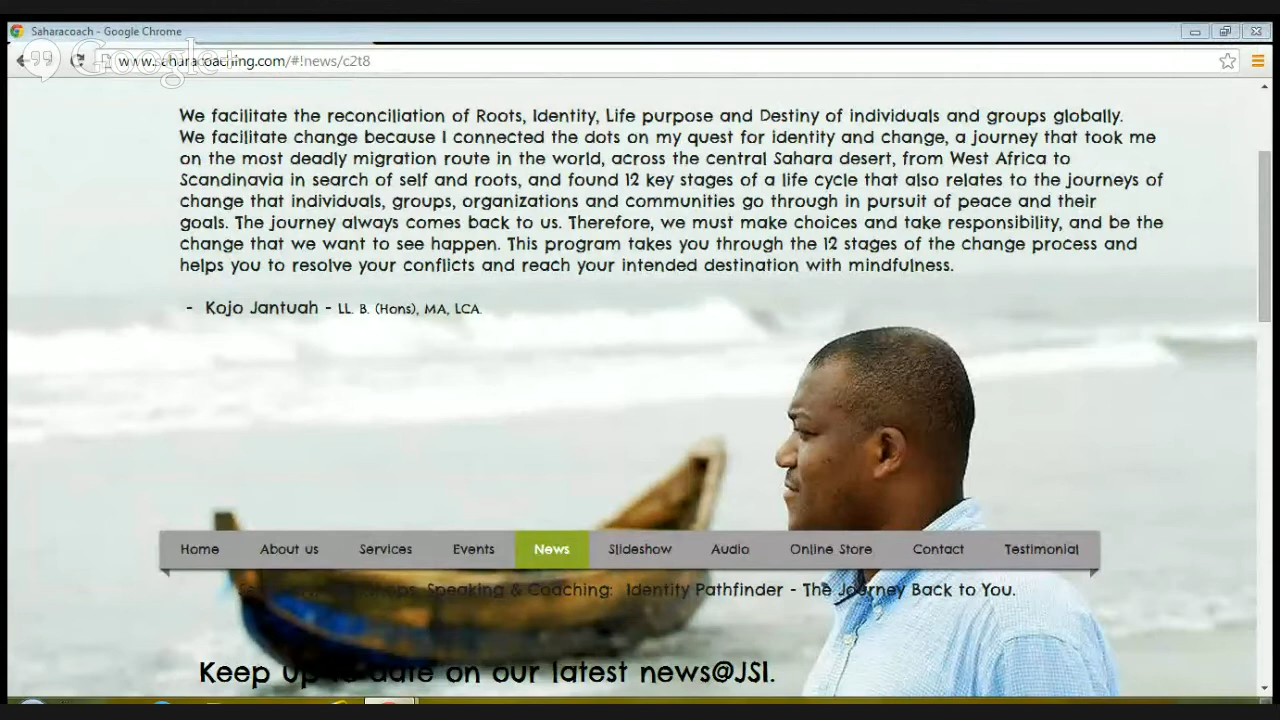 Saharacoach - Google Chrome
Google+
www.saharacoaching.com/#!news/c2t8
We facilitate the reconciliation of Roots, Identity, Life purpose and Destiny of individuals and groups globally.
We facilitate change because I connected the dots on my quest for identity and change, a journey that took me
on the most deadly migration route in the world, across the central Sahara desert, from West Africa to
Scandinavia in search of self and roots, and found 12 key stages of a life cycle that also relates to the journeys of
change that individuals, groups, organizations and communities go through in pursuit of peace and their
goals. The journey always comes back to us. Therefore, we must make choices and take responsibility, and be the
change that we want to see happen. This program takes you through the 12 stages of the change process and
helps you to resolve your conflicts and reach your intended destination with mindfulness.
- Kojo Jantuah - LL. B. (Hons), MA, LCA.
Home About us Services Events News Slideshow Audio Online Store Contact Testimonial
Speaking & Coaching: Identity Pathfinder - The Journey Back to You.
Keep up to date on our latest news@JSI.